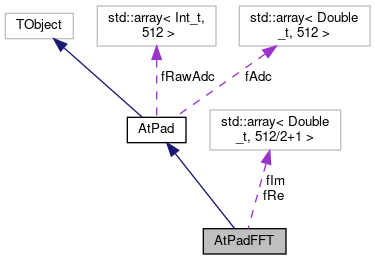 TObject
std::array< Int_t,
512 >
std::array< Double
_t, 512 >
fRawAdc
fAdc
AtPad
std::array< Double
_t, 512/2+1 >
fIm
fRe
AtPadFFT